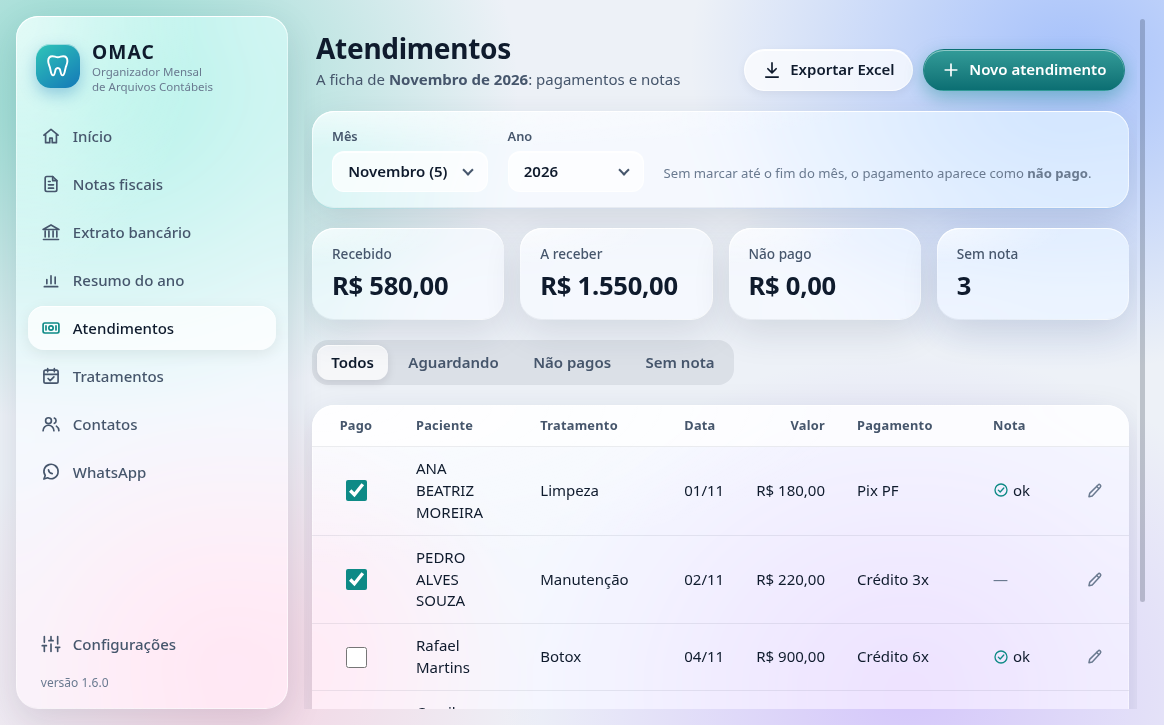 OMAC
Organizador Mensal
de Arquivos Contábeis
Início
Notas fiscais
Extrato bancário
Resumo do ano
Atendimentos
Tratamentos
Contatos
WhatsApp
Configurações
versão 1.6.0
Atendimentos
A ficha de Novembro de 2026: pagamentos e notas
Exportar Excel
Novo atendimento
Mês
Ano
Novembro (5)
2026
Sem marcar até o fim do mês, o pagamento aparece como não pago.
Recebido
R$ 580,00
A receber
R$ 1.550,00
Não pago
R$ 0,00
Sem nota
3
Todos
Aguardando
Não pagos
Sem nota
Pago Paciente Tratamento Data Valor Pagamento Nota
ANA
BEATRIZ
MOREIRA
Limpeza 01/11 R$ 180,00 Pix PF ok
PEDRO
ALVES
SOUZA
Manutenção 02/11 R$ 220,00 Crédito 3x —
Rafael
Martins
Botox 04/11 R$ 900,00 Crédito 6x ok